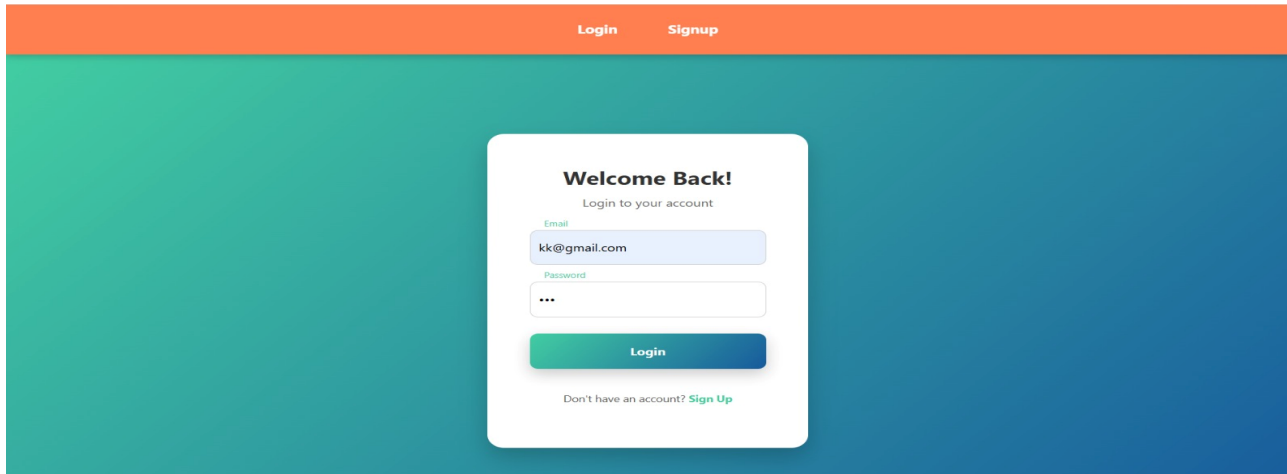 Login Signup
Welcome Back!
Login to your account
Email
kk@gmail.com
Password
•••
Login
Don't have an account? Sign Up